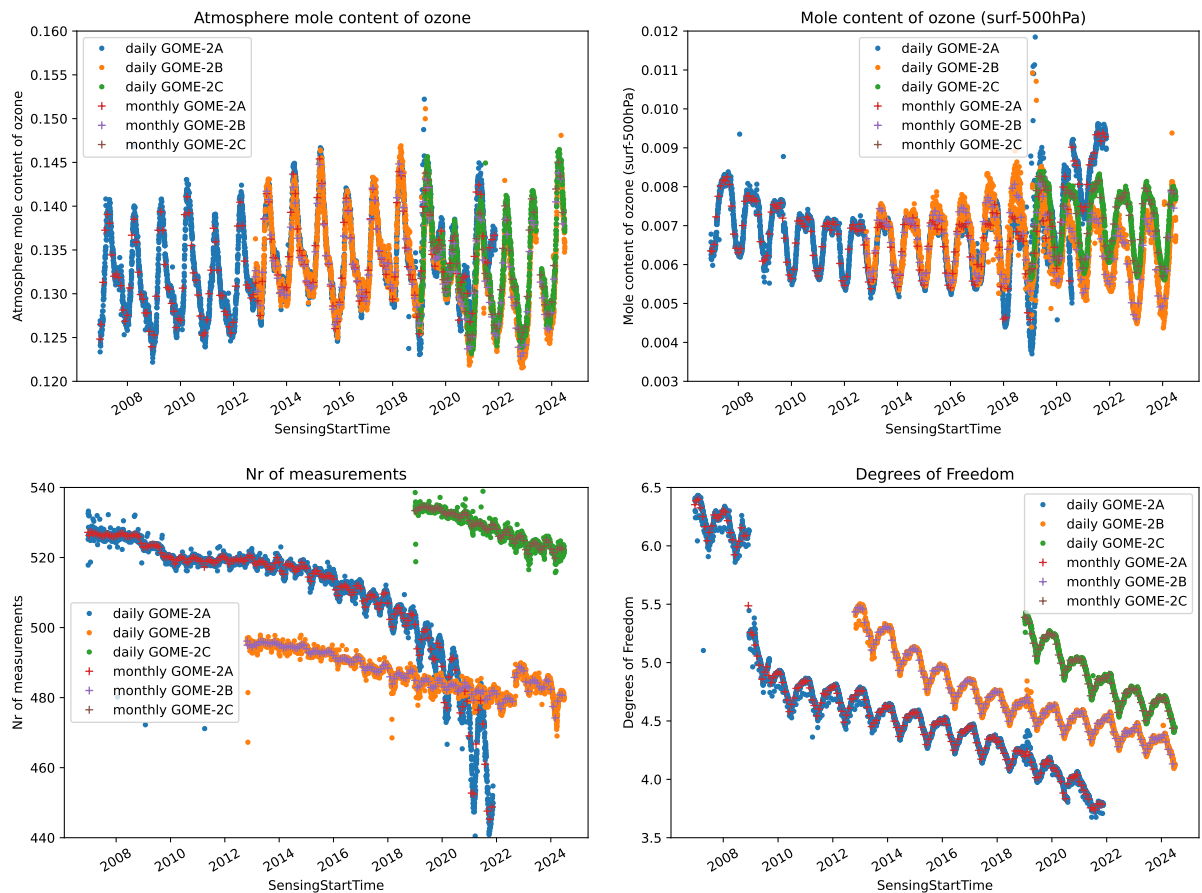 Atmosphere mole content of ozone
0.160
0.155
0.150
0.145
0.140
0.135
0.130
0.125
0.120
Atmosphere mole content of ozone
daily GOME-2A
daily GOME-2B
daily GOME-2C
monthly GOME-2A
monthly GOME-2B
monthly GOME-2C
2008
2010
2012
2014
2016
2018
2020
2022
2024
SensingStartTime
Mole content of ozone (surf-500hPa)
0.012
0.011
0.010
0.009
0.008
0.007
0.006
0.005
0.004
0.003
Mole content of ozone (surf-500hPa)
daily GOME-2A
daily GOME-2B
daily GOME-2C
monthly GOME-2A
monthly GOME-2B
monthly GOME-2C
2008
2010
2012
2014
2016
2018
2020
2022
2024
SensingStartTime
Nr of measurements
540
520
500
480
460
440
Nr of measurements
daily GOME-2A
daily GOME-2B
daily GOME-2C
monthly GOME-2A
monthly GOME-2B
monthly GOME-2C
2008
2010
2012
2014
2016
2018
2020
2022
2024
SensingStartTime
Degrees of Freedom
6.5
6.0
5.5
5.0
4.5
4.0
3.5
Degrees of Freedom
daily GOME-2A
daily GOME-2B
daily GOME-2C
monthly GOME-2A
monthly GOME-2B
monthly GOME-2C
2008
2010
2012
2014
2016
2018
2020
2022
2024
SensingStartTime